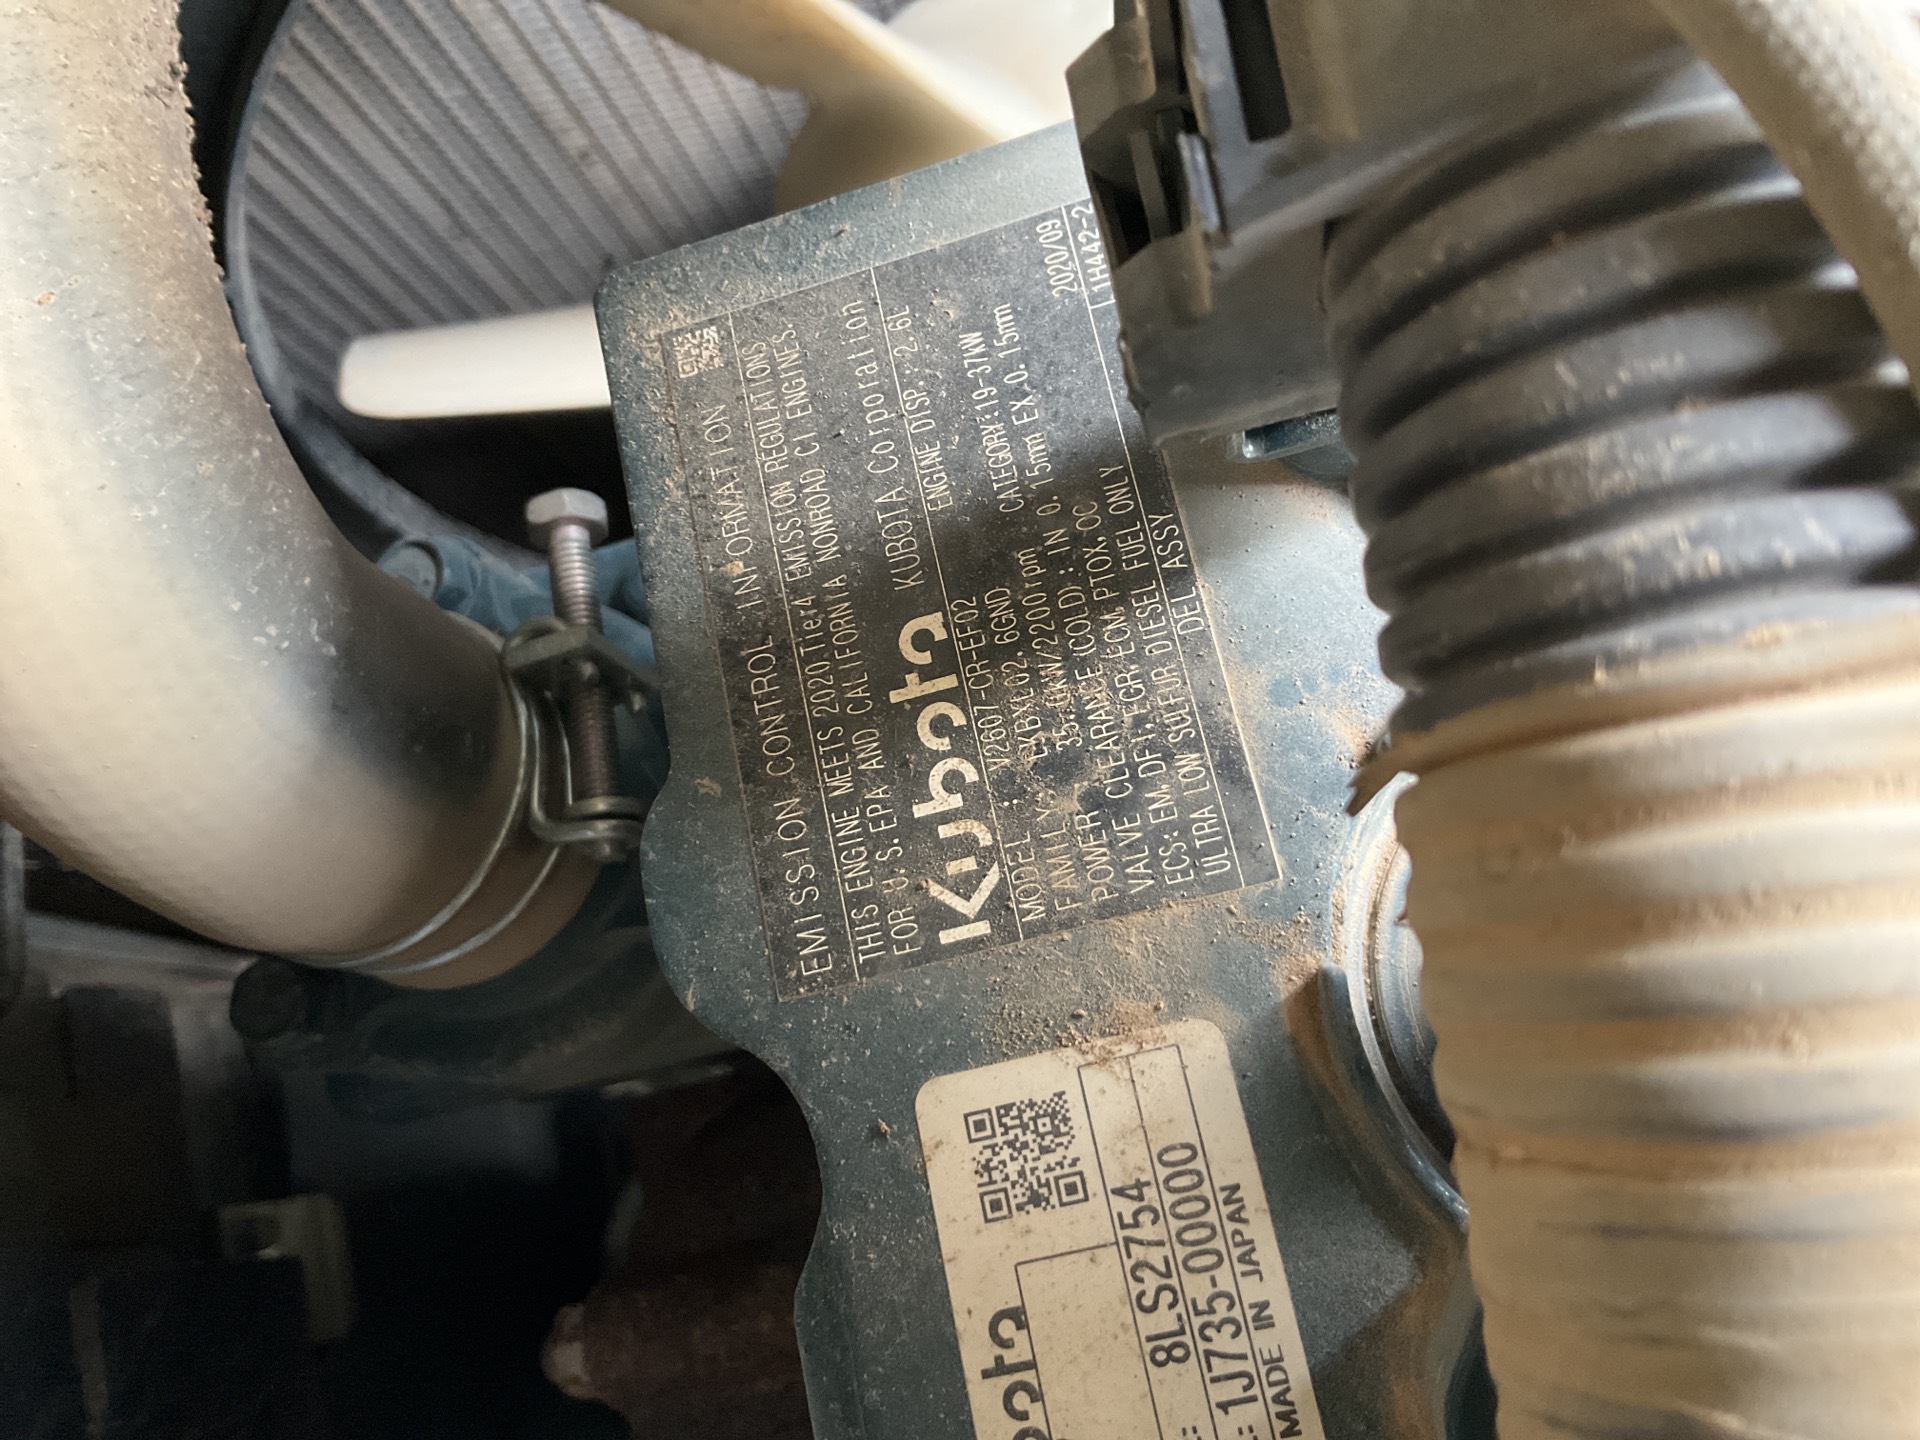 EMISSION CONTROL INFORMATION
THIS ENGINE MEETS 2020,Tier4 EMISSION REGULATIONS
FOR U.S. EPA AND CALIFORNIA NONROAD CI ENGINES.
Kubota KUBOTA Corporation
MODEL : V2607-CR-EF02 ENGINE DISP.:2.6L
FAMILY: 02.6GND CATEGORY:19-37kW
POWER kW/2200rpm
VALVE CLEARANCE (COLD) : IN 0.15mm EX.0.15mm
ECS: EM, DFI, EGR, ECM, PTOX, OC
ULTRA LOW SULFUR DIESEL FUEL ONLY
DEL ASSY
2020/09
1H442-2
8LS2754
1J735-00000
MADE IN JAPAN